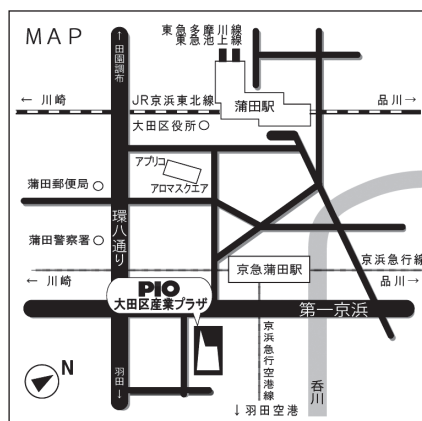 MAP
東急多摩川線
東急池上線
↑田園調布
← 川崎
JR京浜東北線
蒲田駅
品川 →
大田区役所
アプリコ
アロマスクエア
蒲田郵便局
環八通り
蒲田警察署
京急蒲田駅
京浜急行線
← 川崎
品川 →
PIO
大田区産業プラザ
第一京浜
京浜急行空港線
呑川
羽田↓
N
↓羽田空港